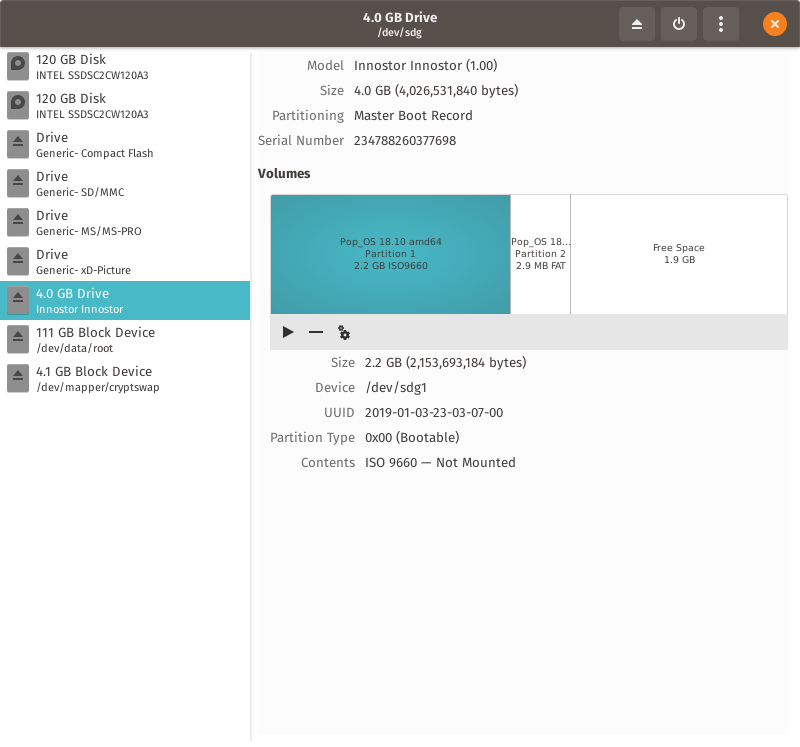 4.0 GB Drive
/dev/sdg
120 GB Disk
INTEL SSDSC2CW120A3
120 GB Disk
INTEL SSDSC2CW120A3
Drive
Generic- Compact Flash
Drive
Generic- SD/MMC
Drive
Generic- MS/MS-PRO
Drive
Generic- xD-Picture
4.0 GB Drive
Innostor Innostor
111 GB Block Device
/dev/data/root
4.1 GB Block Device
/dev/mapper/cryptswap
Model Innostor Innostor (1.00)
Size 4.0 GB (4,026,531,840 bytes)
Partitioning Master Boot Record
Serial Number 234788260377698
Volumes
Pop_OS 18.10 amd64
Partition 1
2.2 GB ISO9660
Pop_OS 18...
Partition 2
2.9 MB FAT
Free Space
1.9 GB
Size 2.2 GB (2,153,693,184 bytes)
Device /dev/sdg1
UUID 2019-01-03-23-03-07-00
Partition Type 0x00 (Bootable)
Contents ISO 9660 — Not Mounted